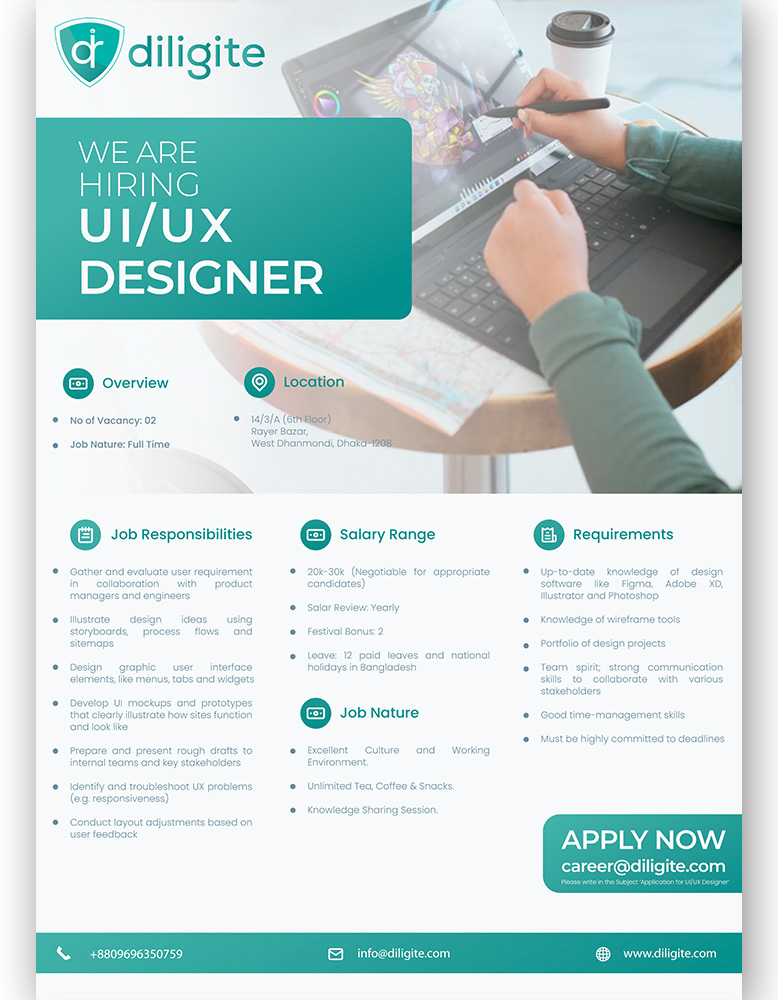 diligite
WE ARE
HIRING
UI/UX
DESIGNER
Overview
No of Vacancy: 02
Job Nature: Full Time
Location
14/3/A (6th Floor)
Rayer Bazar,
West Dhanmondi, Dhaka-1208
Job Responsibilities
Gather and evaluate user requirement
in collaboration with product
managers and engineers
Illustrate design ideas using
storyboards, process flows and
sitemaps
Design graphic user interface
elements, like menus, tabs and widgets
Develop UI mockups and prototypes
that clearly illustrate how sites function
and look like
Prepare and present rough drafts to
internal teams and key stakeholders
Identify and troubleshoot UX problems
(e.g. responsiveness)
Conduct layout adjustments based on
user feedback
Salary Range
20k-30k (Negotiable for appropriate
candidates)
Salar Review: Yearly
Festival Bonus: 2
Leave: 12 paid leaves and national
holidays in Bangladesh
Job Nature
Excellent Culture and Working
Environment.
Unlimited Tea, Coffee & Snacks.
Knowledge Sharing Session.
Requirements
Up-to-date knowledge of design
software like Figma, Adobe XD,
Illustrator and Photoshop
Knowledge of wireframe tools
Portfolio of design projects
Team spirit; strong communication
skills to collaborate with various
stakeholders
Good time-management skills
Must be highly committed to deadlines
APPLY NOW
career@diligite.com
Please write in the Subject 'Application for UI/UX Designer'
+8809696350759
info@diligite.com
www.diligite.com